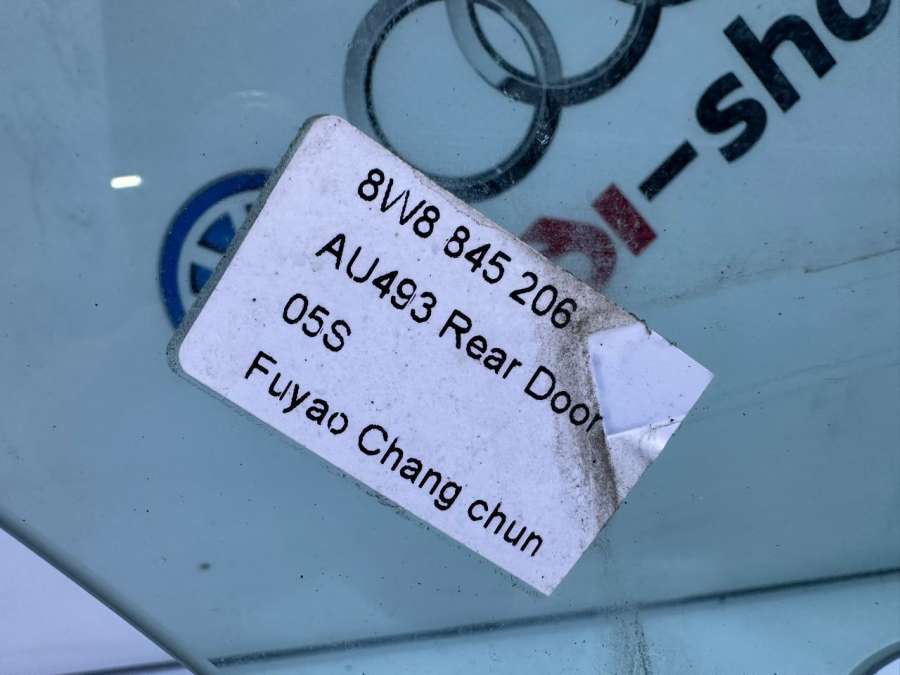 8W8 845 206
AU493 Rear Door
05S
Fuyao Chang chun